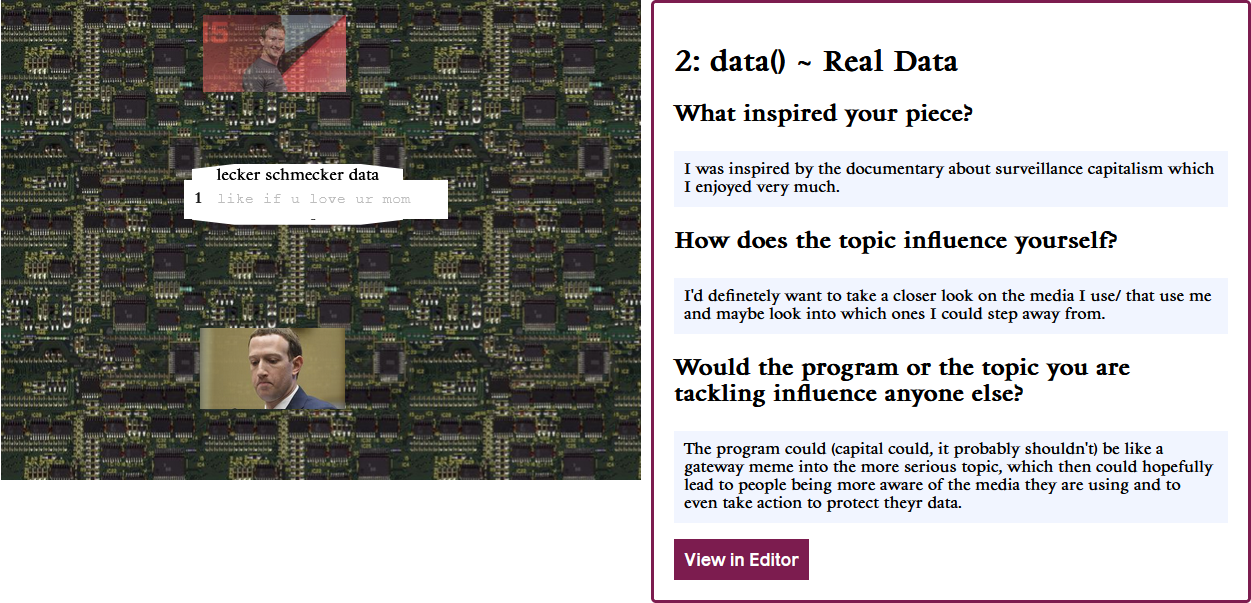 lecker schmecker data
1 like if u love ur mom
2: data() ~ Real Data
What inspired your piece?
I was inspired by the documentary about surveillance capitalism which
I enjoyed very much.
How does the topic influence yourself?
I'd definetely want to take a closer look on the media I use/ that use me
and maybe look into which ones I could step away from.
Would the program or the topic you are
tackling influence anyone else?
The program could (capital could, it probably shouldn't) be like a
gateway meme into the more serious topic, which then could hopefully
lead to people being more aware of the media they are using and to
even take action to protect theyr data.
View in Editor